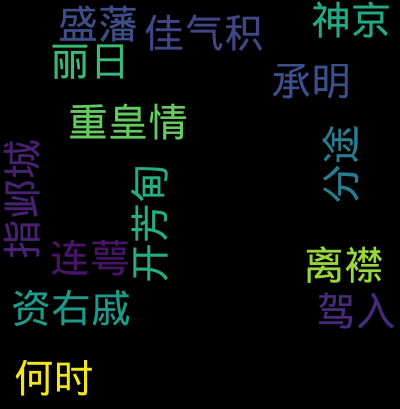 盛藩
佳气积
神京
丽日
承明
重皇情
分途
指邺城
开芳甸
连萼
离襟
资右戚
驾入
何时